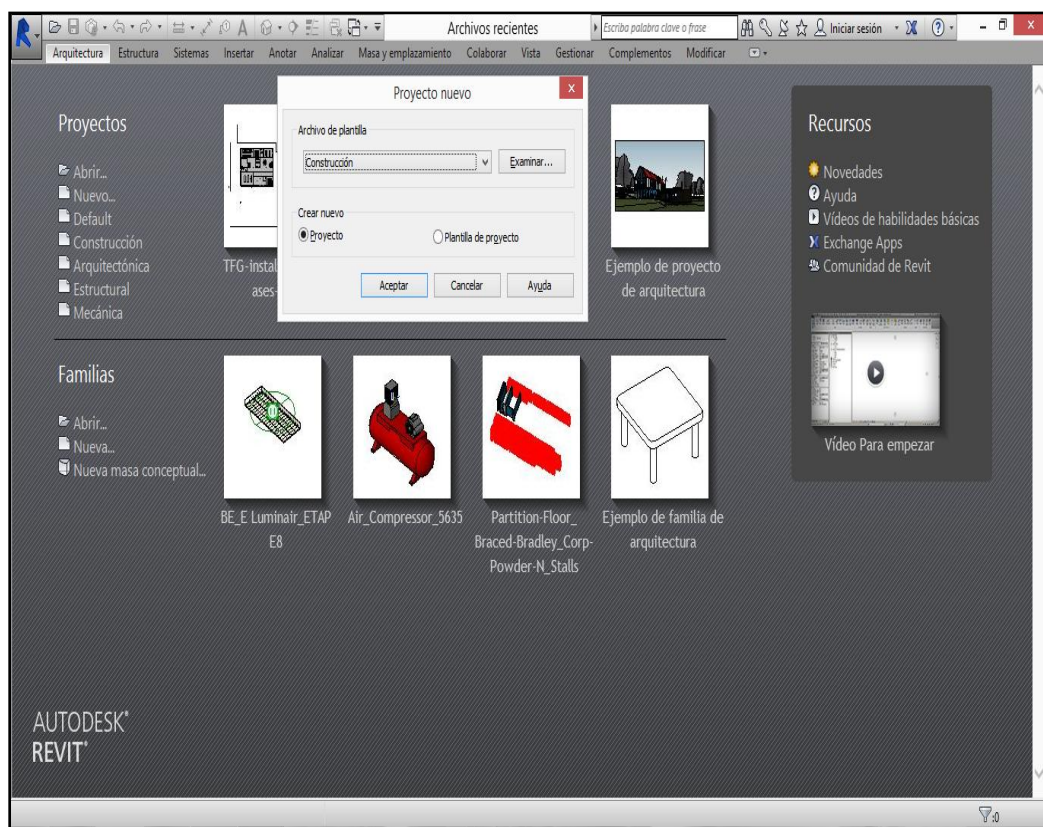 Archivos recientes
Escriba palabra clave o frase
Iniciar sesión
Arquitectura Estructura Sistemas Insertar Anotar Analizar Masa y emplazamiento Colaborar Vista Gestionar Complementos Modificar
Proyectos
Abrir...
Nuevo...
Default
Construcción
Arquitectónica
Estructural
Mecánica
Proyecto nuevo
x
Archivo de plantilla
Construcción
Examinar...
Crear nuevo
Proyecto
Plantilla de proyecto
Aceptar
Cancelar
Ayuda
TFG-instal
ases-
Ejemplo de proyecto
de arquitectura
Recursos
Novedades
Ayuda
Vídeos de habilidades básicas
Exchange Apps
Comunidad de Revit
Vídeo Para empezar
Familias
Abrir...
Nueva...
Nueva masa conceptual...
BE_E Luminair_ETAP
E8
Air_Compressor_5635
Partition-Floor_
Braced-Bradley_Corp-
Powder-N_Stalls
Ejemplo de familia de
arquitectura
AUTODESK®
REVIT®
:0